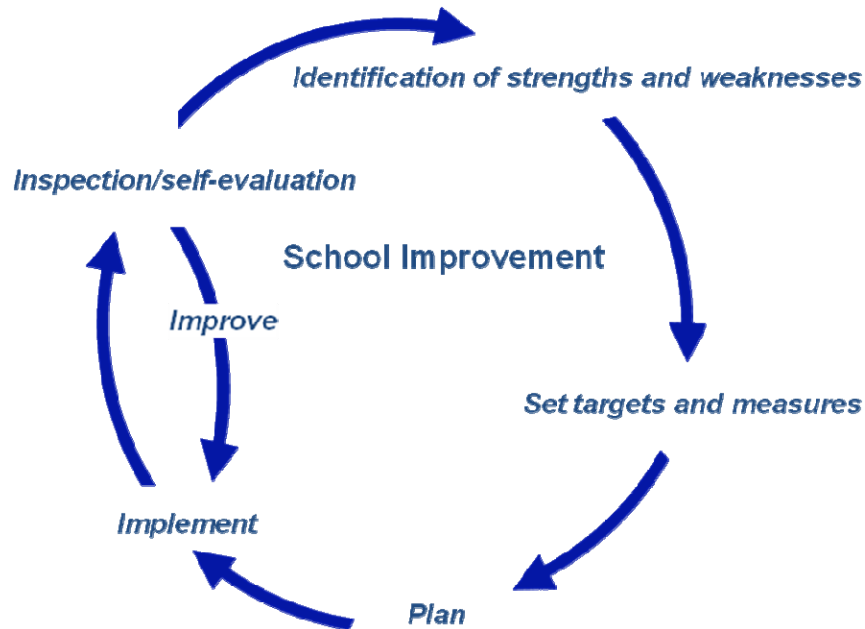 Identification of strengths and weaknesses
Inspection/self-evaluation
School Improvement
Improve
Set targets and measures
Implement
Plan